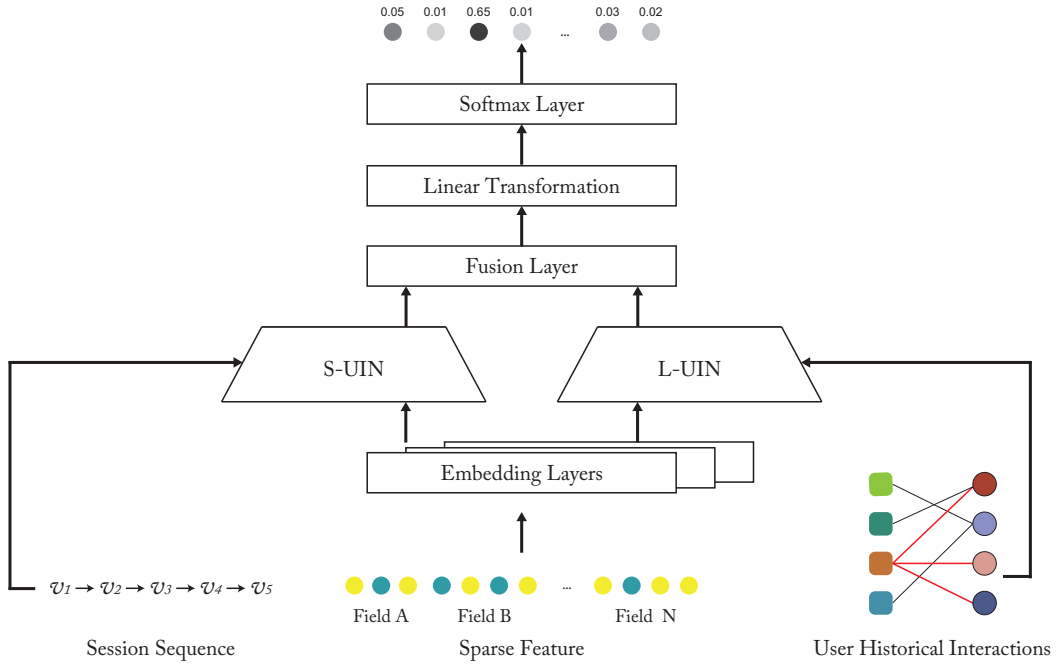 0.05 0.01 0.65 0.01 ... 0.03 0.02
Softmax Layer
Linear Transformation
Fusion Layer
S-UIN L-UIN
Embedding Layers
v1 → v2 → v3 → v4 → v5
...
Field A Field B Field N
Session Sequence Sparse Feature User Historical Interactions